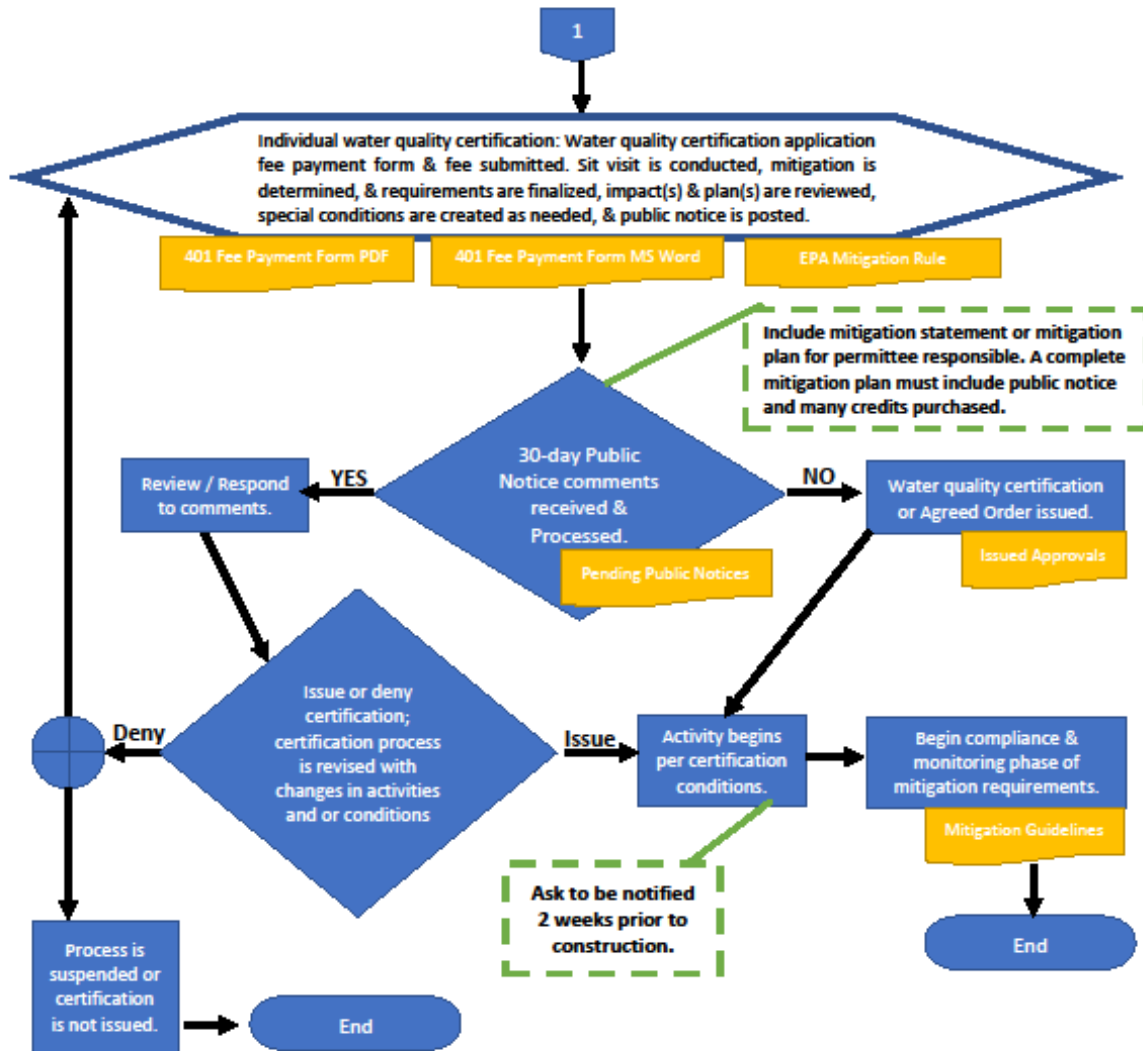 1
Individual water quality certification: Water quality certification application
fee payment form & fee submitted. Sit visit is conducted, mitigation is
determined, & requirements are finalized, impact(s) & plan(s) are reviewed,
special conditions are created as needed, & public notice is posted.
401 Fee Payment Form PDF
401 Fee Payment Form MS Word
EPA Mitigation Rule
Include mitigation statement or mitigation
plan for permittee responsible. A complete
mitigation plan must include public notice
and many credits purchased.
30-day Public
Notice comments
received &
Processed.
Pending Public Notices
YES
NO
Review / Respond
to comments.
Water quality certification
or Agreed Order issued.
Issued Approvals
Issue or deny
certification;
certification process
is revised with
changes in activities
and or conditions
Deny
Issue
Activity begins
per certification
conditions.
Begin compliance &
monitoring phase of
mitigation requirements.
Mitigation Guidelines
Ask to be notified
2 weeks prior to
construction.
End
Process is
suspended or
certification
is not issued.
End